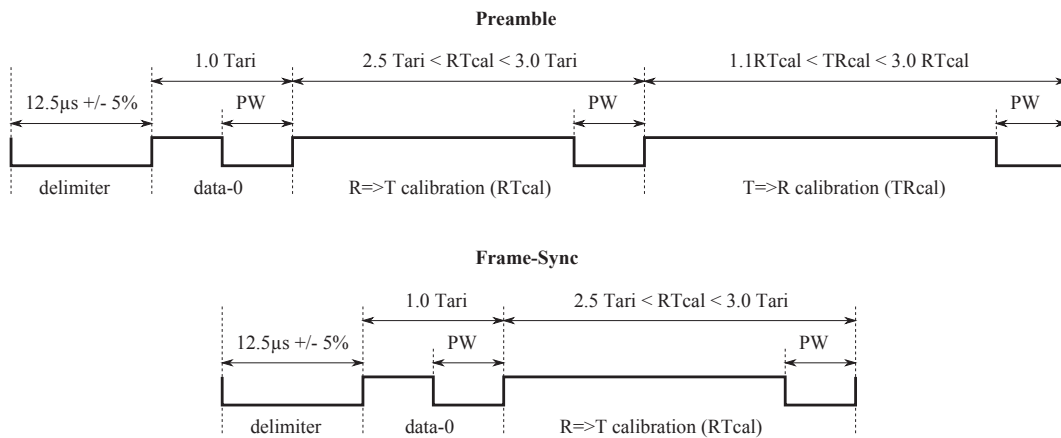 Preamble
1.0 Tari
2.5 Tari < RTcal < 3.0 Tari
1.1RTcal < TRcal < 3.0 RTcal
12.5µs +/- 5%
PW
PW
PW
delimiter
data-0
R=>T calibration (RTcal)
T=>R calibration (TRcal)
Frame-Sync
1.0 Tari
2.5 Tari < RTcal < 3.0 Tari
12.5µs +/- 5%
PW
PW
delimiter
data-0
R=>T calibration (RTcal)